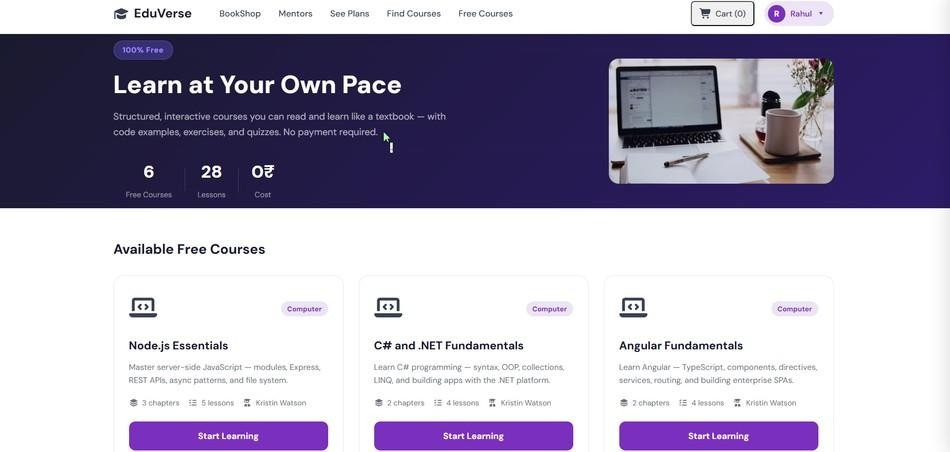 EduVerse
BookShop
Mentors
See Plans
Find Courses
Free Courses
Cart (0)
R
Rahul
100% Free
Learn at Your Own Pace
Structured, interactive courses you can read and learn like a textbook — with
code examples, exercises, and quizzes. No payment required.
!
6
28
0₹
Free Courses
Lessons
Cost
Available Free Courses
Computer
Node.js Essentials
Master server-side JavaScript — modules, Express,
REST APIs, async patterns, and file system.
3 chapters
5 lessons
Kristin Watson
Start Learning
Computer
C# and .NET Fundamentals
Learn C# programming — syntax, OOP, collections,
LINQ, and building apps with the .NET platform.
2 chapters
4 lessons
Kristin Watson
Start Learning
Computer
Angular Fundamentals
Learn Angular — TypeScript, components, directives,
services, routing, and building enterprise SPAs.
2 chapters
4 lessons
Kristin Watson
Start Learning